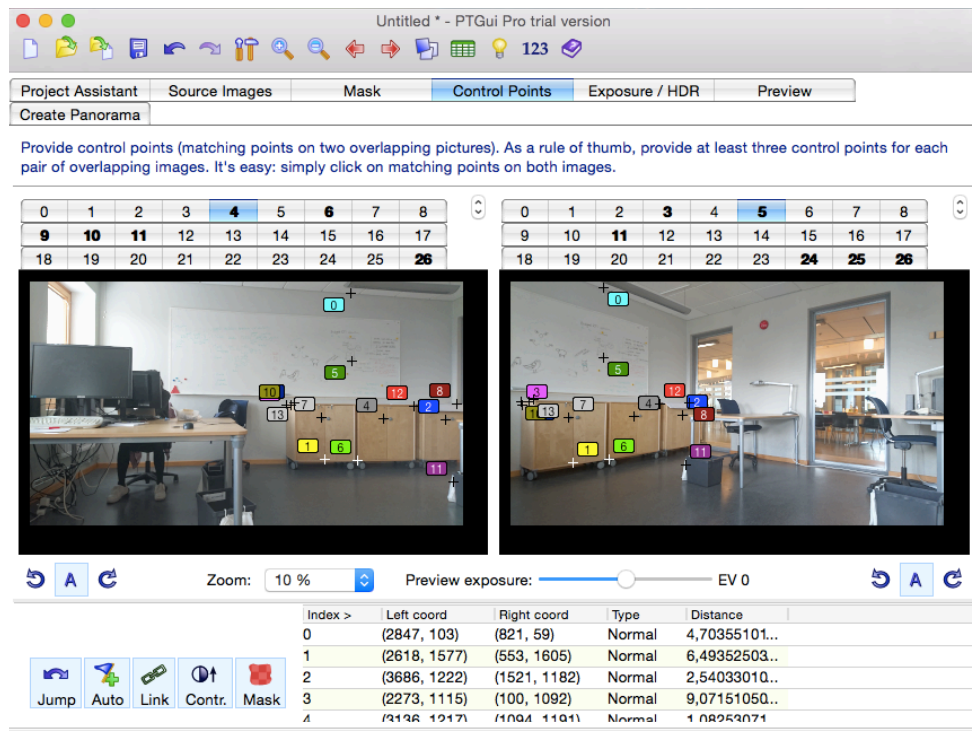 Untitled * - PTGui Pro trial version
123
Project Assistant Source Images Mask Control Points Exposure / HDR Preview
Create Panorama
Provide control points (matching points on two overlapping pictures). As a rule of thumb, provide at least three control points for each
pair of overlapping images. It's easy: simply click on matching points on both images.
0 1 2 3 4 5 6 7 8
9 10 11 12 13 14 15 16 17
18 19 20 21 22 23 24 25 26
0 1 2 3 4 5 6 7 8
9 10 11 12 13 14 15 16 17
18 19 20 21 22 23 24 25 26
0
5
10 7 4 12 8
13 2
1 6
11
0
5
3 12
13 7 4 2
8
1 6 11
A Zoom: 10 % Preview exposure: EV 0 A
Index > Left coord Right coord Type Distance
0 (2847, 103) (821, 59) Normal 4,70355101...
1 (2618, 1577) (553, 1605) Normal 6,49352503...
2 (3686, 1222) (1521, 1182) Normal 2,54033010...
3 (2273, 1115) (100, 1092) Normal 9,07151050...
4 (3136, 1217) (1094, 1191) Normal 1,08253071
Jump Auto Link Contr. Mask